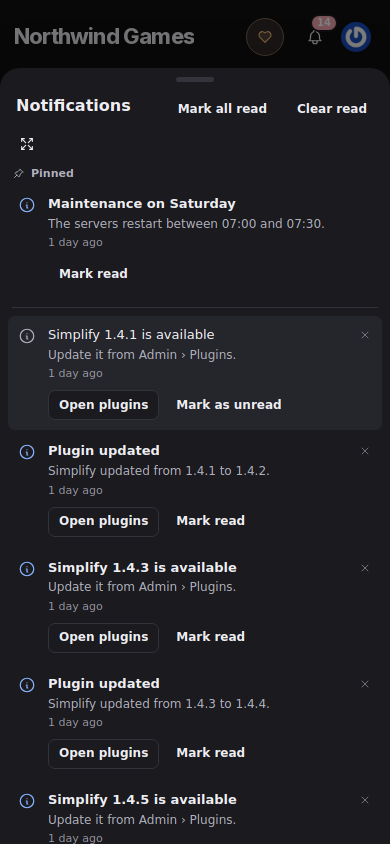 Northwind Games
14
Notifications
Mark all read
Clear read
Pinned
Maintenance on Saturday
The servers restart between 07:00 and 07:30.
1 day ago
Mark read
Simplify 1.4.1 is available
Update it from Admin › Plugins.
1 day ago
Open plugins
Mark as unread
Plugin updated
Simplify updated from 1.4.1 to 1.4.2.
1 day ago
Open plugins
Mark read
Simplify 1.4.3 is available
Update it from Admin › Plugins.
1 day ago
Open plugins
Mark read
Plugin updated
Simplify updated from 1.4.3 to 1.4.4.
1 day ago
Open plugins
Mark read
Simplify 1.4.5 is available
Update it from Admin › Plugins.
1 day ago